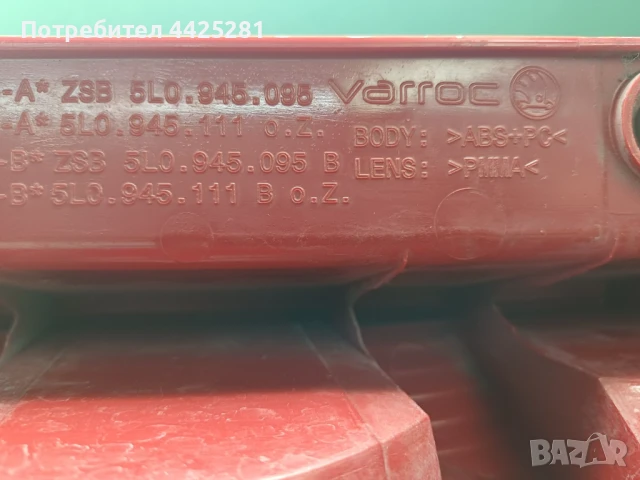 Потребител 4425281
-A* ZSB 5L0.945.095 varroc
-A* 5L0.945.111 o.Z. BODY: >ABS+PC<
-B* ZSB 5L0.945.095 B LENS: >PMMA<
-B* 5L0.945.111 B o.Z.
BAZAR